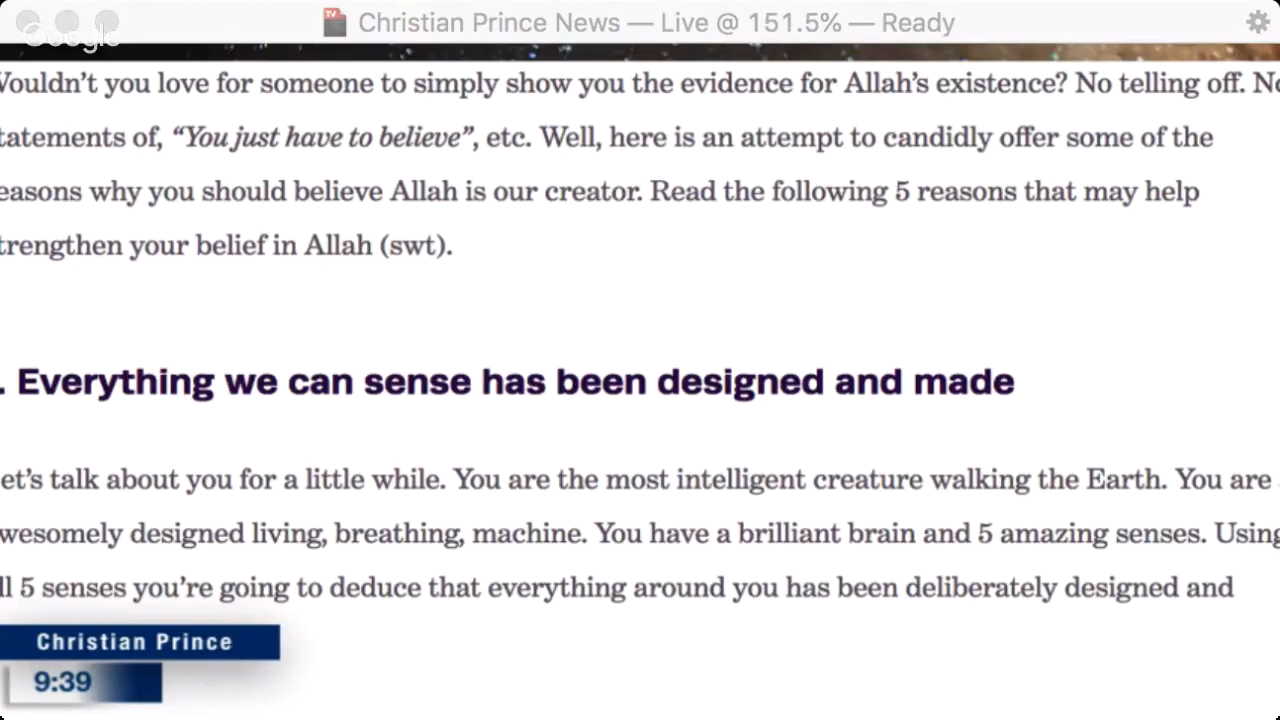 Christian Prince News — Live @ 151.5% — Ready
Google
Wouldn't you love for someone to simply show you the evidence for Allah's existence? No telling off. No
tatements of, “You just have to believe”, etc. Well, here is an attempt to candidly offer some of the
easons why you should believe Allah is our creator. Read the following 5 reasons that may help
trengthen your belief in Allah (swt).
. Everything we can sense has been designed and made
et’s talk about you for a little while. You are the most intelligent creature walking the Earth. You are
wesomely designed living, breathing, machine. You have a brilliant brain and 5 amazing senses. Using
ll 5 senses you’re going to deduce that everything around you has been deliberately designed and
Christian Prince
9:39